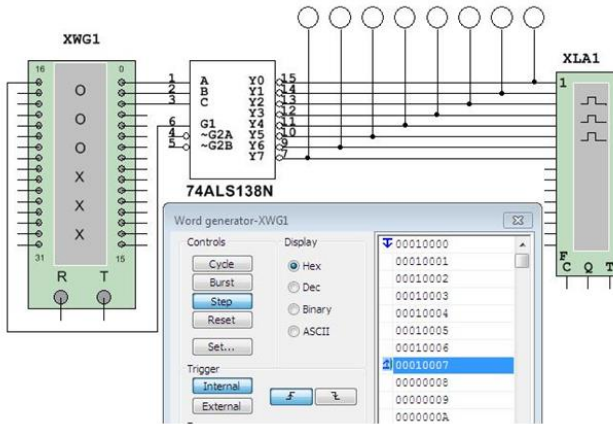 XWG1
XLA1
16 0
O
O
O
X
X
X
31 15
R T
1 A Y0 15
2 B Y1 14
3 C Y2 13
Y3 12
6 G1 Y4 11
4 ~G2A Y5 10
5 ~G2B Y6 9
Y7 7
74ALS138N
1
F
C Q T
Word generator-XWG1
Controls
Cycle
Burst
Step
Reset
Set...
Display
Hex
Dec
Binary
ASCII
Trigger
Internal
External
00010000
00010001
00010002
00010003
00010004
00010005
00010006
00010007
00000008
00000009
0000000A